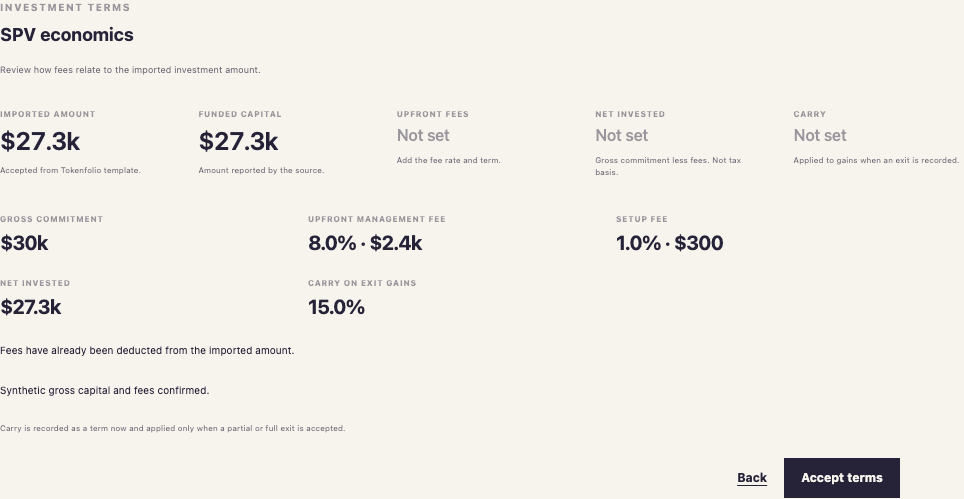 INVESTMENT TERMS
SPV economics
Review how fees relate to the imported investment amount.
IMPORTED AMOUNT
$27.3k
Accepted from Tokenfolio template.
FUNDED CAPITAL
$27.3k
Amount reported by the source.
UPFRONT FEES
Not set
Add the fee rate and term.
NET INVESTED
Not set
Gross commitment less fees. Not tax
basis.
CARRY
Not set
Applied to gains when an exit is recorded.
GROSS COMMITMENT
$30k
UPFRONT MANAGEMENT FEE
8.0% · $2.4k
SETUP FEE
1.0% · $300
NET INVESTED
$27.3k
CARRY ON EXIT GAINS
15.0%
Fees have already been deducted from the imported amount.
Synthetic gross capital and fees confirmed.
Carry is recorded as a term now and applied only when a partial or full exit is accepted.
Back
Accept terms